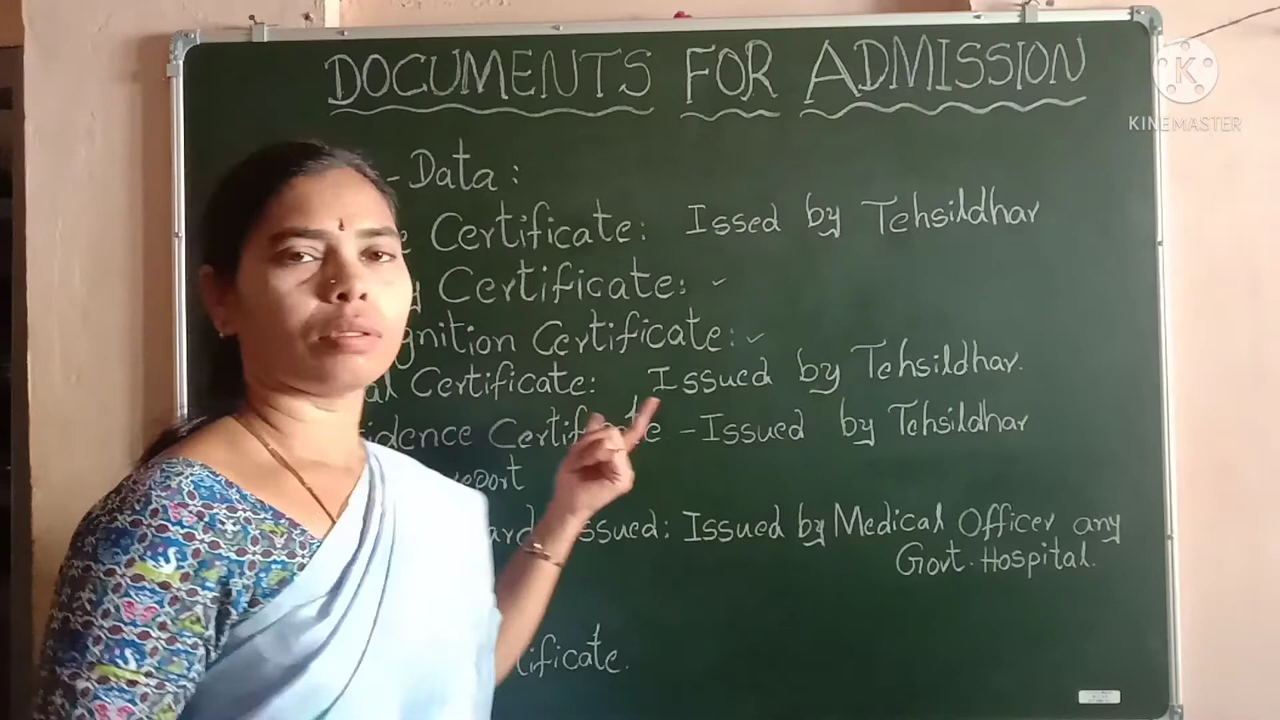 DOCUMENTS FOR ADMISSION
K
KINEMASTER
- Data :
e Certificate: Issed by Tehsildhar
g Certificate: ✓
gnition Certificate: ✓
al Certificate: Issued by Tehsildhar.
idence Certificate - Issued by Tehsildhar
report
ard issued: Issued by Medical Officer any
Govt. Hospital.
tificate.